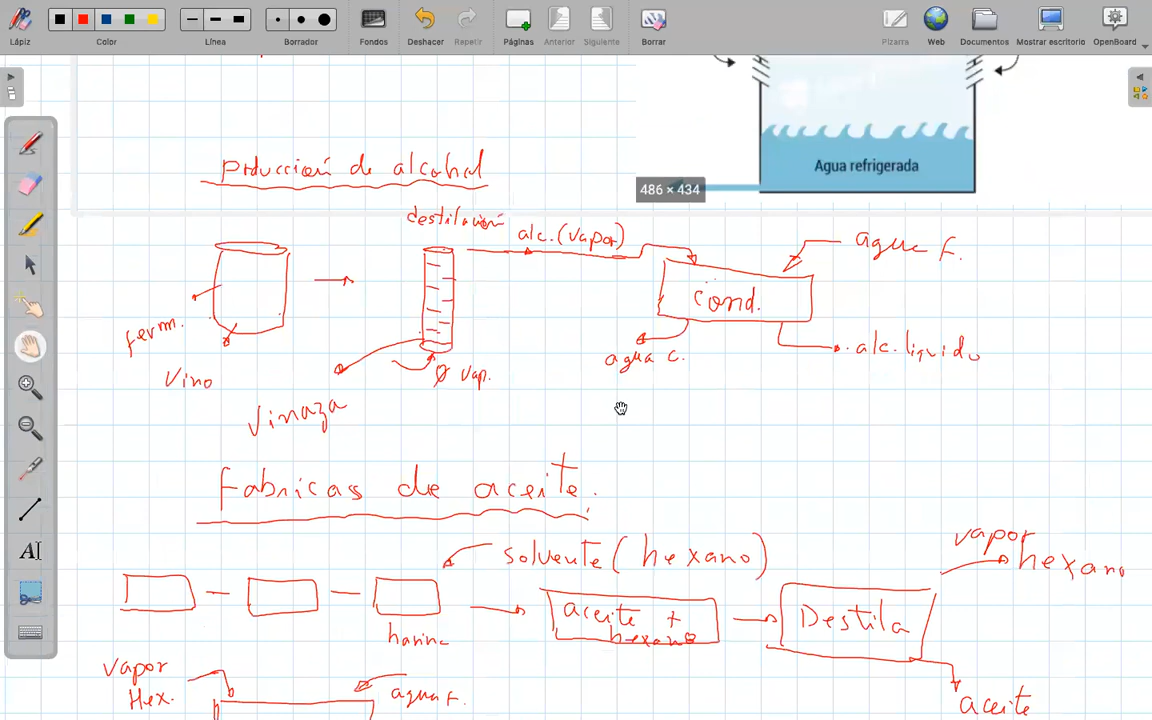 Lápiz
Color
Línea
Borrador
Fondos
Deshacer
Repetir
Páginas
Anterior
Siguiente
Borrar
Pizarra
Web
Documentos
Mostrar escritorio
OpenBoard
Agua refrigerada
486 × 434
Producción de alcohol
destilación
alc. (vapor)
agua F.
Cond.
ferm.
agua c.
alc. liquido
Vino
Ø vap.
Vinaza
Fabricas de aceite.
solvente (hexano)
vapor
hexano
aceite +
hexano
Destila
harina
vapor
Hex.
agua F.
aceite